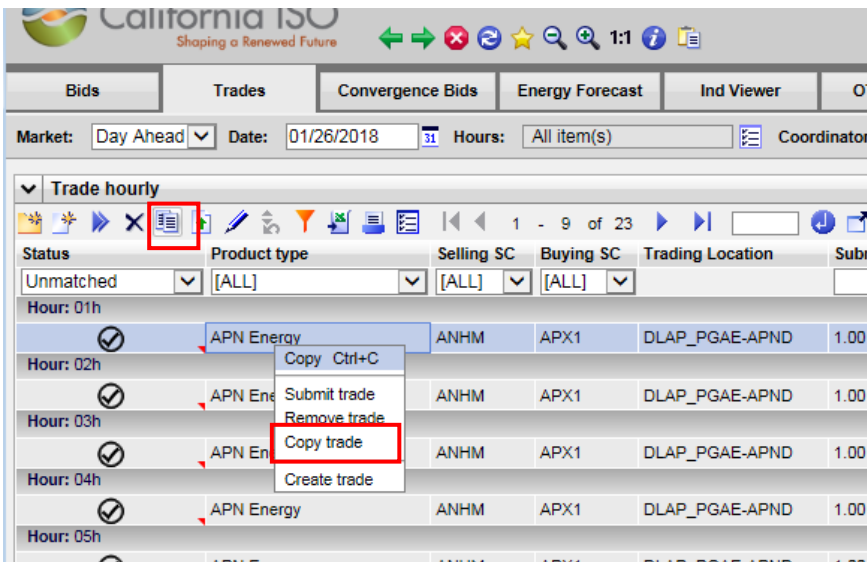 California ISO
Shaping a Renewed Future
1:1
Bids Trades Convergence Bids Energy Forecast Ind Viewer
Market: Day Ahead Date: 01/26/2018 31 Hours: All item(s) Coordinator
Trade hourly
1 - 9 of 23
Status Product type Selling SC Buying SC Trading Location
Unmatched [ALL] [ALL] [ALL]
Hour: 01h
APN Energy ANHM APX1 DLAP_PGAE-APND 1.00
Copy Ctrl+C
Hour: 02h
Submit trade
APN Ene ANHM APX1 DLAP_PGAE-APND 1.00
Remove trade
Hour: 03h
Copy trade
APN En ANHM APX1 DLAP_PGAE-APND 1.00
Hour: 04h
Create trade
APN Energy ANHM APX1 DLAP_PGAE-APND 1.00
Hour: 05h